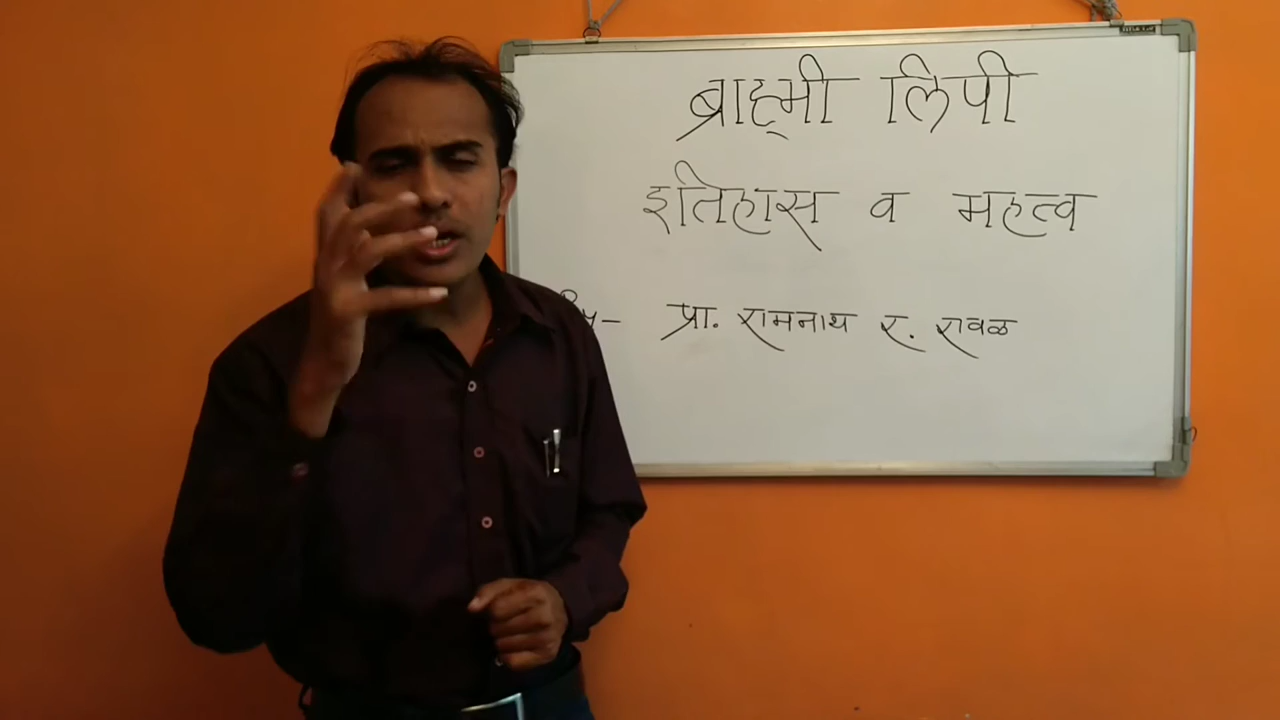 ब्राह्मी लिपी
इतिहास व महत्व
प्रा. रामनाथ र. रावळ